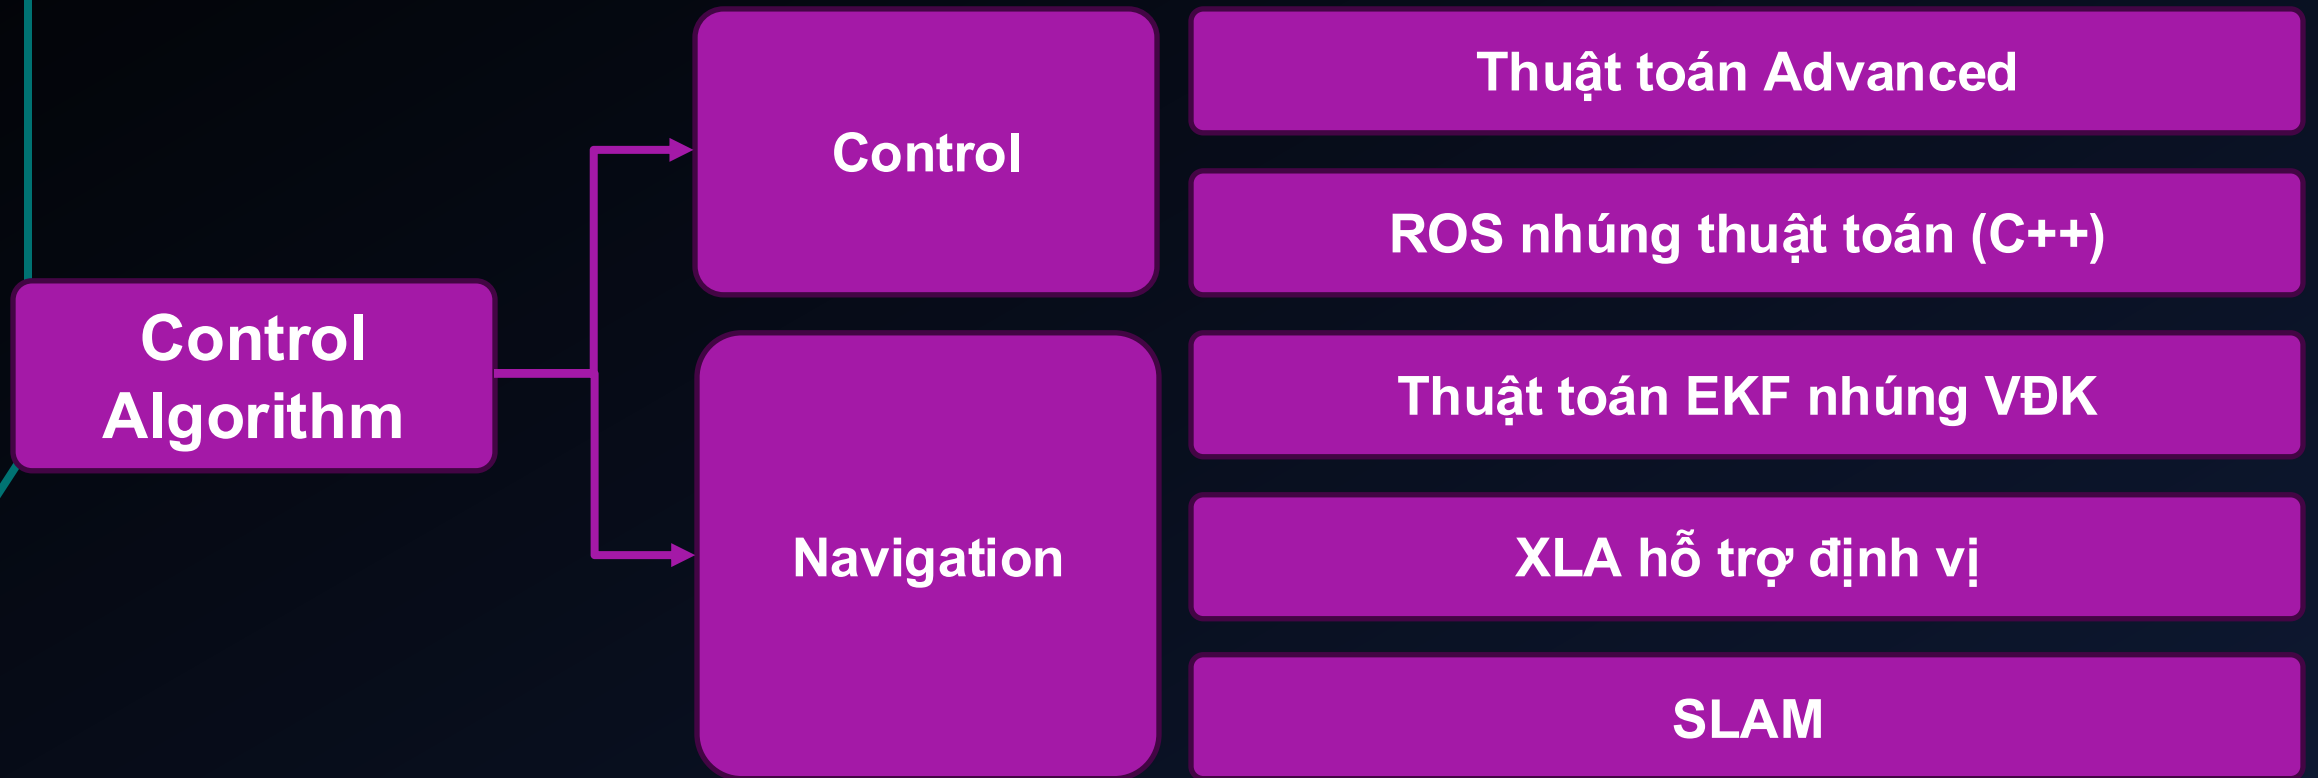 Control
Algorithm
Control
Thuật toán Advanced
ROS nhúng thuật toán (C++)
Navigation
Thuật toán EKF nhúng VĐK
XLA hỗ trợ định vị
SLAM